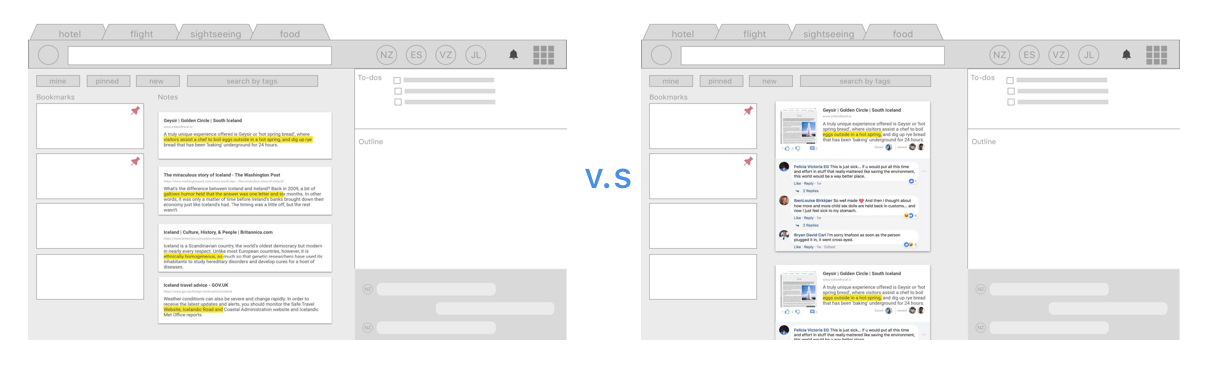 hotel flight sightseeing food
NZ ES VZ JL
mine pinned new search by tags
Bookmarks Notes
To-dos
Outline
Geysir | Golden Circle | South Iceland
A truly unique experience offered is Geysir or 'hot spring bread', where
visitors assist a chef to boil eggs outside in a hot spring, and dig up rye
bread that has been 'baking' underground for 24 hours.
The miraculous story of Iceland - The Washington Post
What's the difference between Iceland and Ireland? Back in 2009, a bit of
gallows humor held that the answer was one letter and six months. In other
words, it was only a matter of time before Ireland's banks brought down their
economy just like Iceland's had. The timing was a little off, but the rest
wasn't.
Iceland | Culture, History, & People | Britannica.com
Iceland is a Scandinavian country, the world's oldest democracy but modern
in nearly every respect. Unlike most European countries, however, it is
ethnically homogeneous, so much so that genetic researchers have used its
inhabitants to study hereditary disorders and develop cures for a host of
diseases.
Iceland travel advice - GOV.UK
Weather conditions can also be severe and change rapidly. In order to
receive the latest updates and alerts, you should monitor the Safe Travel
Website, Icelandic Road and Coastal Administration website and Icelandic
Met Office reports.
NZ
NZ
V.S
hotel flight sightseeing food
NZ ES VZ JL
mine pinned new search by tags
Bookmarks
To-dos
Outline
Geysir | Golden Circle | South Iceland
A truly unique experience offered is Geysir or 'hot
spring bread', where visitors assist a chef to boil
eggs outside in a hot spring, and dig up rye bread
that has been 'baking' underground for 24 hours.
Felicia Victoria EG This is just sick... if u would put all this time
and effort in stuff that really mattered like saving the environment,
this world would be a way better place.
Like · Reply · 1w
2 Replies
SenLouise Birkkjær So well made And then I thought about
how more and more child sex dolls are held back in customs... and
now I just feel sick to my stomach.
Like · Reply · 1w
2 Replies
Bryan David Carl I'm sorry tinafoxo as soon as the person
plugged it in, it went cross eyed.
Like · Reply · 1w · Edited
Geysir | Golden Circle | South Iceland
A truly unique experience offered is Geysir or 'hot
spring bread', where visitors assist a chef to boil
eggs outside in a hot spring, and dig up rye bread
that has been 'baking' underground for 24 hours.
Felicia Victoria EG This is just sick... if u would put all this time
and effort in stuff that really mattered like saving the environment,
this world would be a way better place.
NZ
NZ